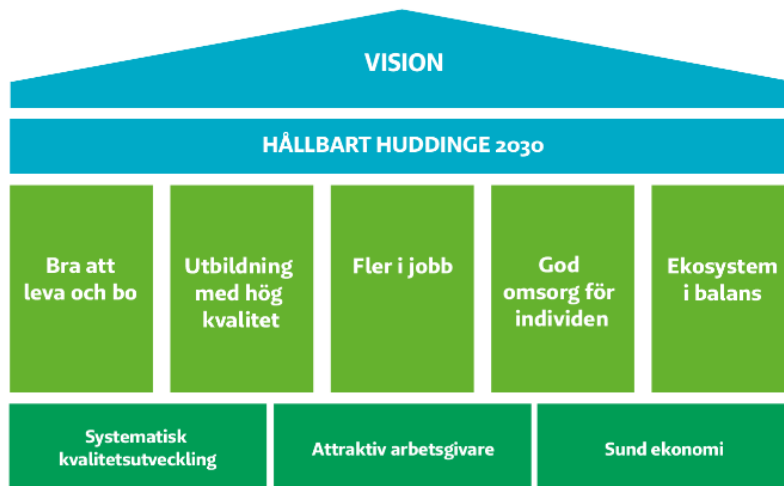 VISION
HÅLLBART HUDDINGE 2030
Bra att
leva och bo
Utbildning
med hög
kvalitet
Fler i jobb
God
omsorg för
individen
Ekosystem
i balans
Systematisk
kvalitetsutveckling
Attraktiv arbetsgivare
Sund ekonomi